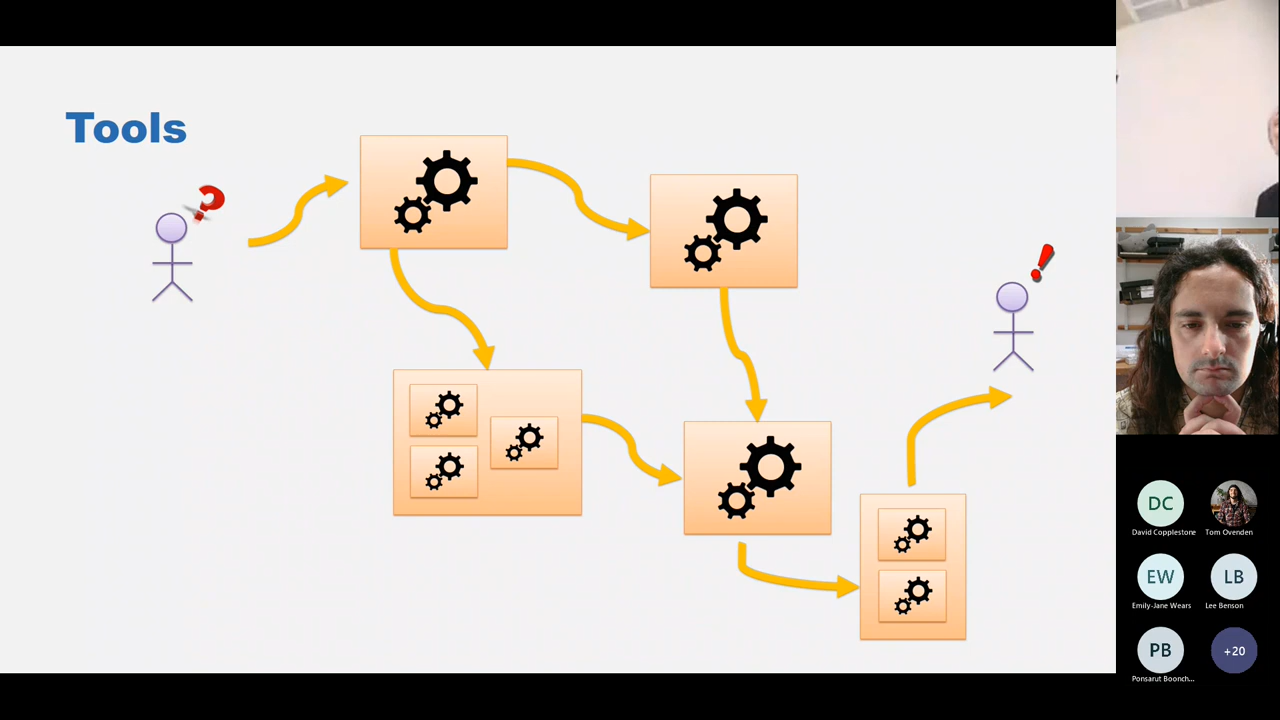 Tools
?
!
DC
David Copplestone
Tom Ovenden
EW
LB
Emily-Jane Wears
Lee Benson
PB
+20
Ponsarut Boonch...